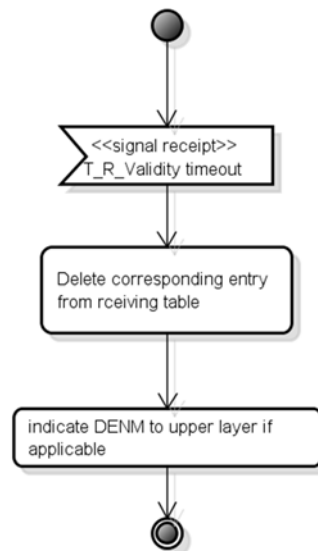 <<signal receipt>>
T_R_Validity timeout
Delete corresponding entry
from rceiving table
indicate DENM to upper layer if
applicable